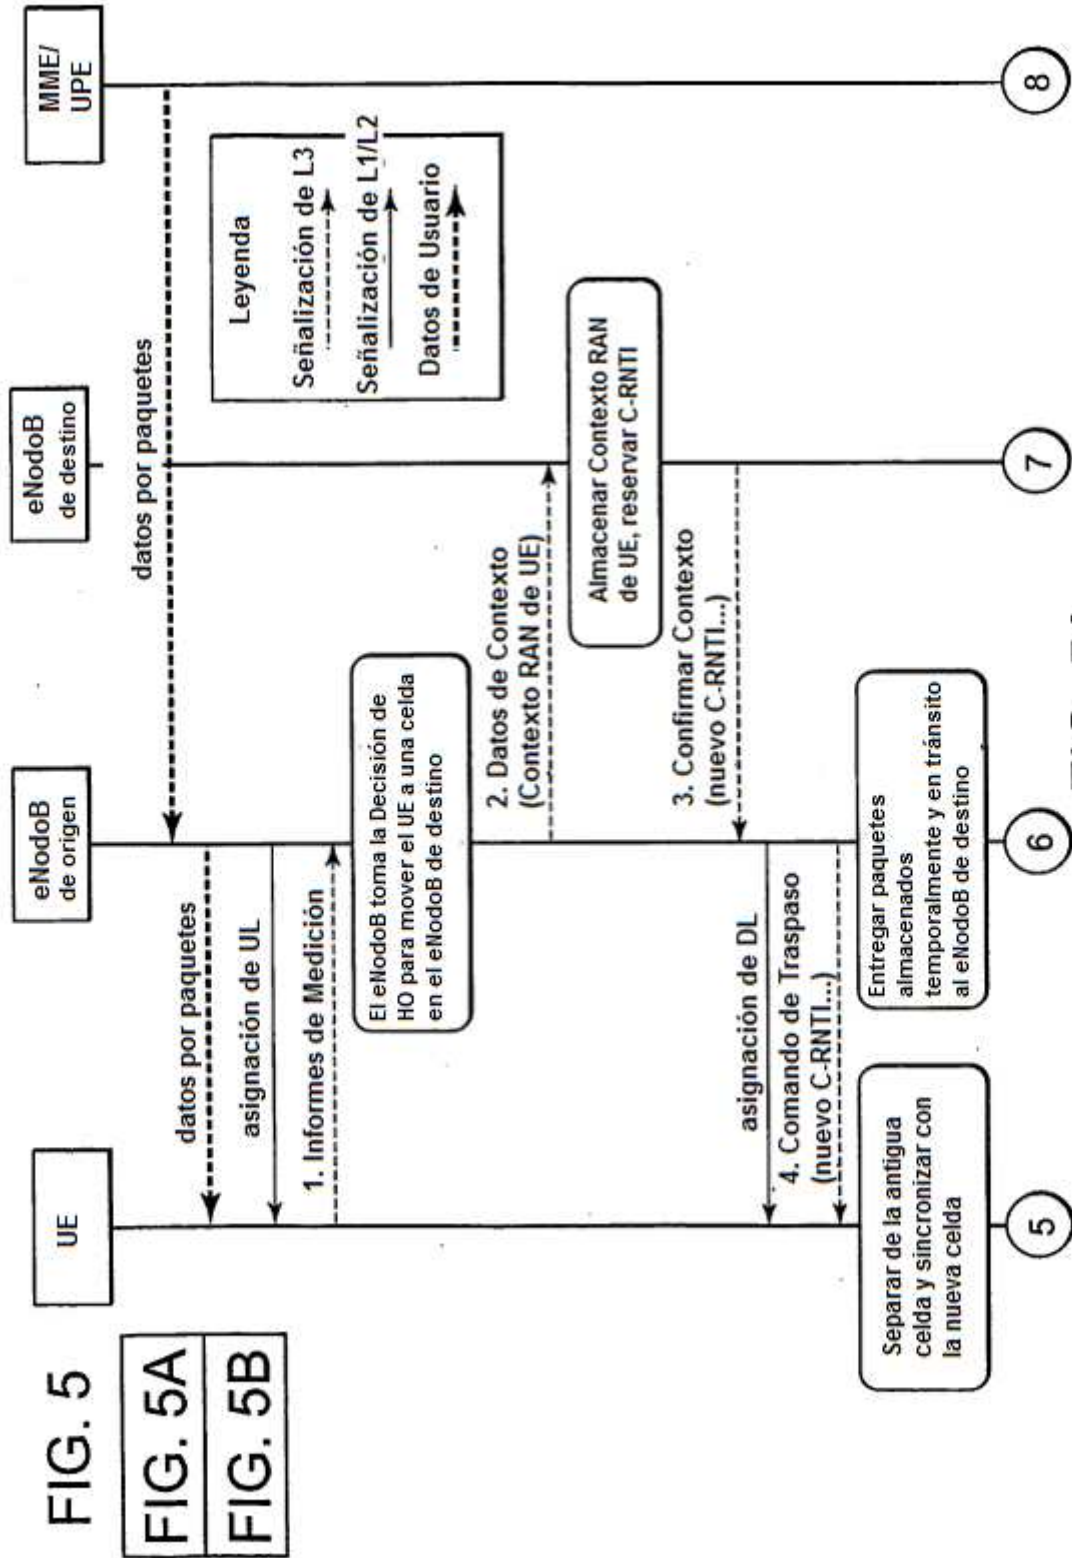 FIG. 5
FIG. 5A
FIG. 5B
UE
eNodoB
de origen
eNodoB
de destino
MME/
UPE
datos por paquetes
datos por paquetes
asignación de UL
1. Informes de Medición
Leyenda
Señalización de L3
Señalización de L1/L2
Datos de Usuario
El eNodoB toma la Decisión de
HO para mover el UE a una celda
en el eNodoB de destino
2. Datos de Contexto
(Contexto RAN de UE)
Almacenar Contexto RAN
de UE, reservar C-RNTI
3. Confirmar Contexto
(nuevo C-RNTI...)
asignación de DL
4. Comando de Traspaso
(nuevo C-RNTI...)
Separar de la antigua
celda y sincronizar con
la nueva celda
Entregar paquetes
almacenados
temporalmente y en tránsito
al eNodoB de destino
5
6
7
8